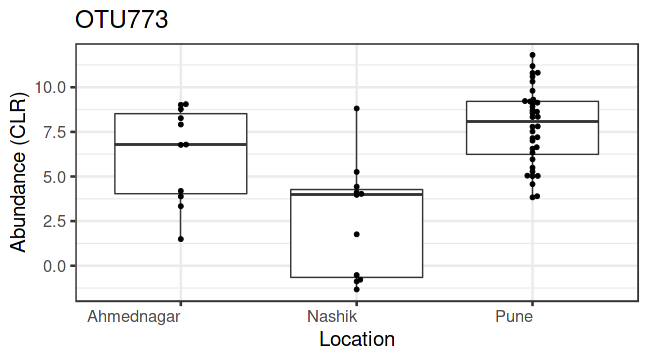 OTU773
Abundance (CLR)
10.0
7.5
5.0
2.5
0.0
Ahmednagar Nashik Pune
Location